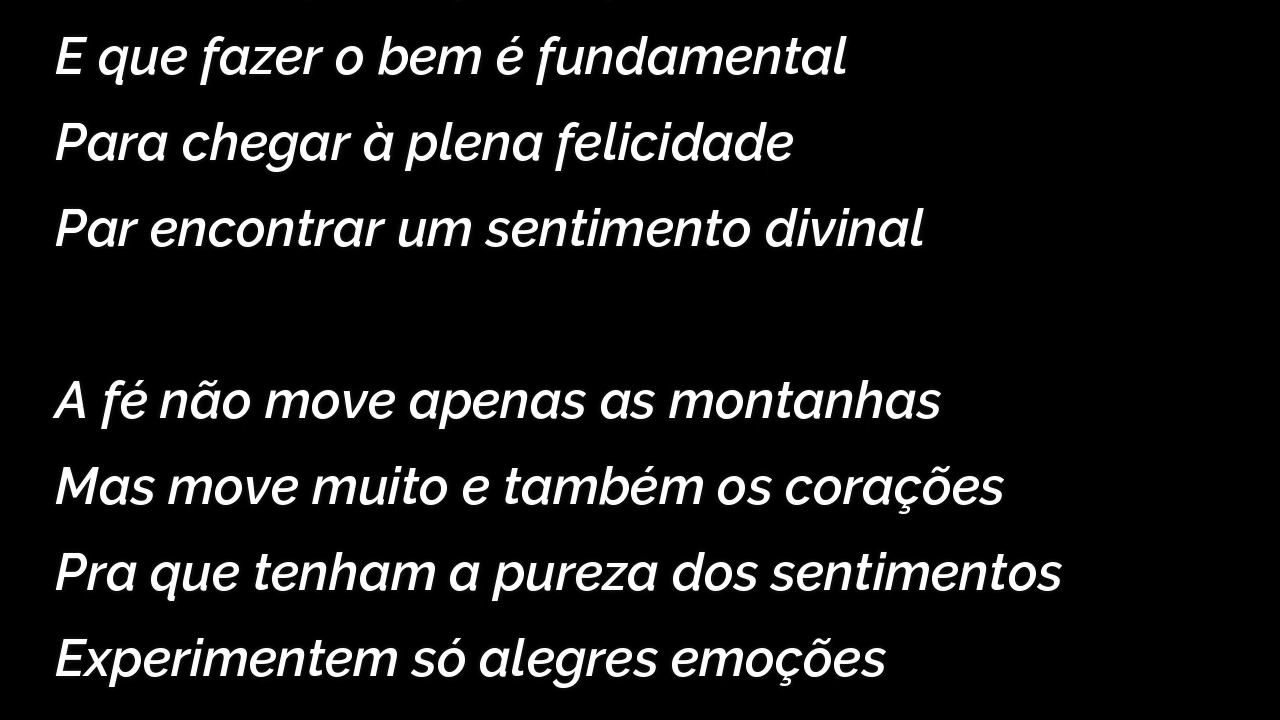 E que fazer o bem é fundamental
Para chegar à plena felicidade
Par encontrar um sentimento divinal
A fé não move apenas as montanhas
Mas move muito e também os corações
Pra que tenham a pureza dos sentimentos
Experimentem só alegres emoções